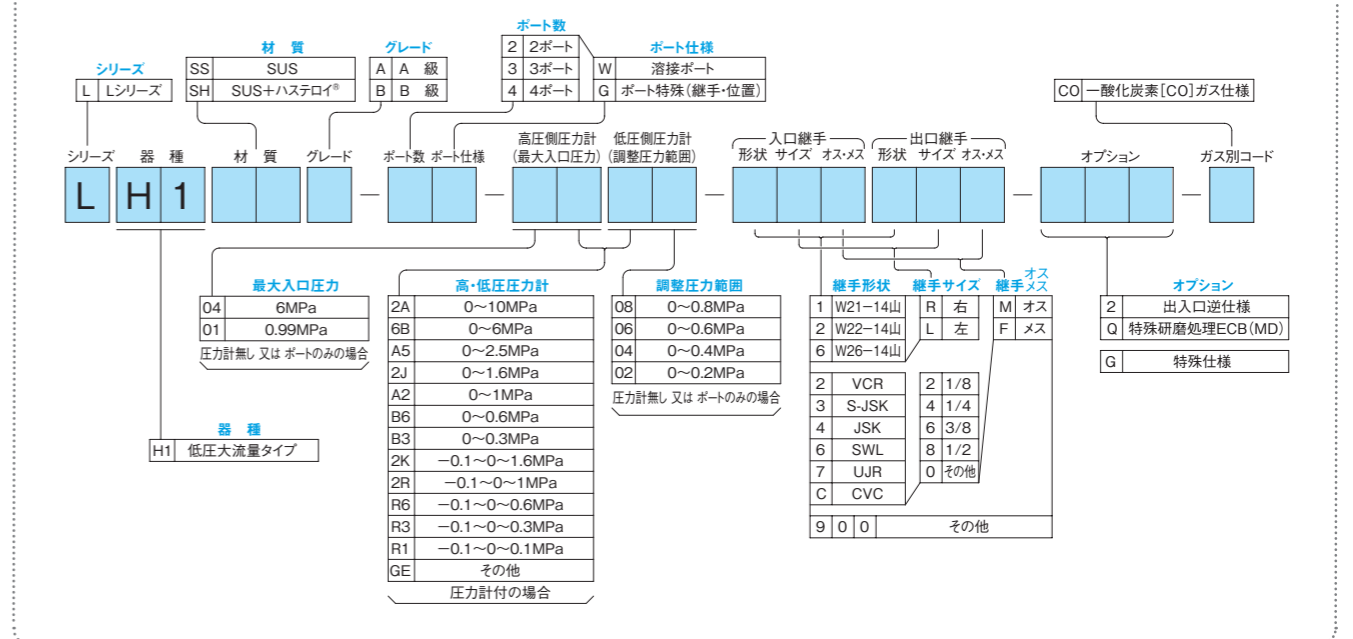 ポート数
材 質
グレード
2 2ポート
ポート仕様
シリーズ
SS SUS
A A 級
3 3ポート
W 溶接ポート
L Lシリーズ
SH SUS+ハステロイ®
B B 級
4 4ポート
G ポート特殊(継手・位置)
CO 一酸化炭素[CO]ガス仕様
高圧側圧力計 低圧側圧力計
入口継手 出口継手
シリーズ 器 種 材 質 グレード ポート数 ポート仕様 (最大入口圧力) (調整圧力範囲) 形状 サイズ オス・メス 形状 サイズ オス・メス オプション ガス別コード
L H 1 — — — — —
最大入口圧力
04 6MPa
01 0.99MPa
圧力計無し 又は ポートのみの場合
器 種
H1 低圧大流量タイプ
高・低圧圧力計
2A 0〜10MPa
6B 0〜6MPa
A5 0〜2.5MPa
2J 0〜1.6MPa
A2 0〜1MPa
B6 0〜0.6MPa
B3 0〜0.3MPa
2K −0.1〜0〜1.6MPa
2R −0.1〜0〜1MPa
R6 −0.1〜0〜0.6MPa
R3 −0.1〜0〜0.3MPa
R1 −0.1〜0〜0.1MPa
GE その他
圧力計付の場合
調整圧力範囲
08 0〜0.8MPa
06 0〜0.6MPa
04 0〜0.4MPa
02 0〜0.2MPa
圧力計無し 又は ポートのみの場合
継手形状 継手サイズ 継手オスメス
1 W21−14山 R 右 M オス
2 W22−14山 L 左 F メス
6 W26−14山
2 VCR 2 1/8
3 S-JSK 4 1/4
4 JSK 6 3/8
6 SWL 8 1/2
7 UJR 0 その他
C CVC
9 0 0 その他
オプション
2 出入口逆仕様
Q 特殊研磨処理ECB(MD)
G 特殊仕様